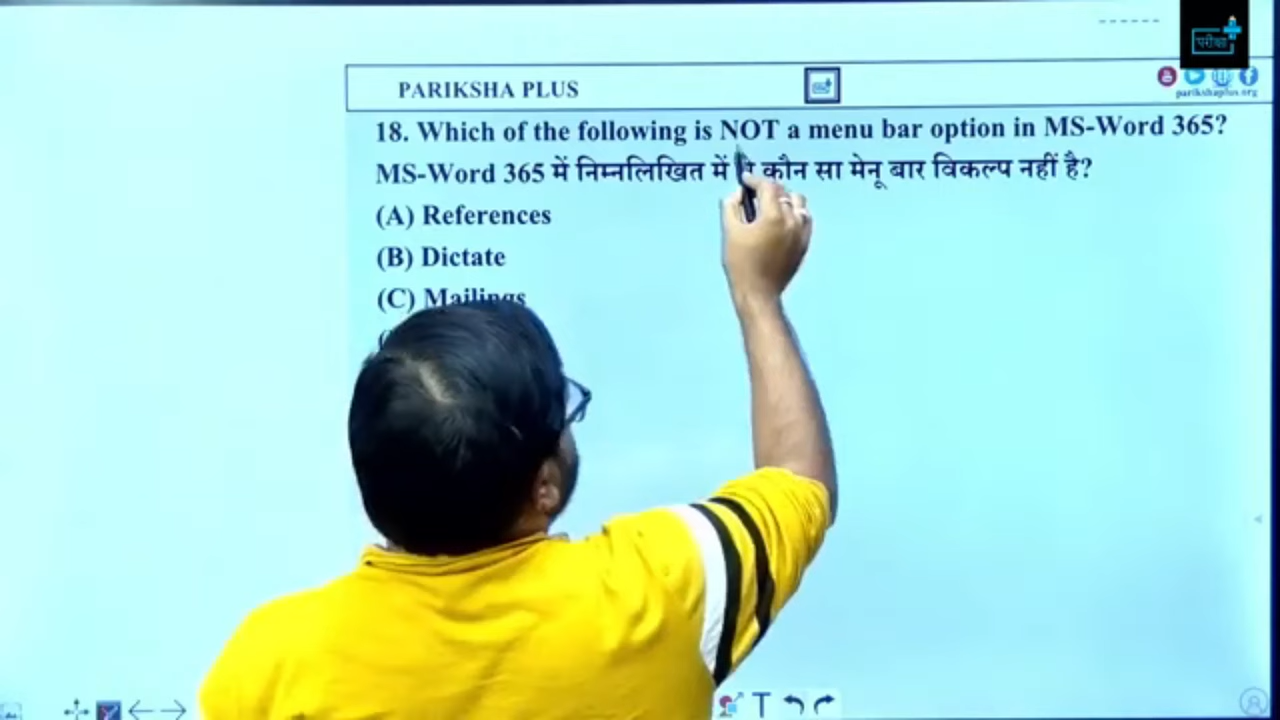 परीक्षा
PARIKSHA PLUS
parikshaplus.org
18. Which of the following is NOT a menu bar option in MS-Word 365?
MS-Word 365 में निम्नलिखित में कौन सा मेनू बार विकल्प नहीं है?
(A) References
(B) Dictate
(C) Mailings
T